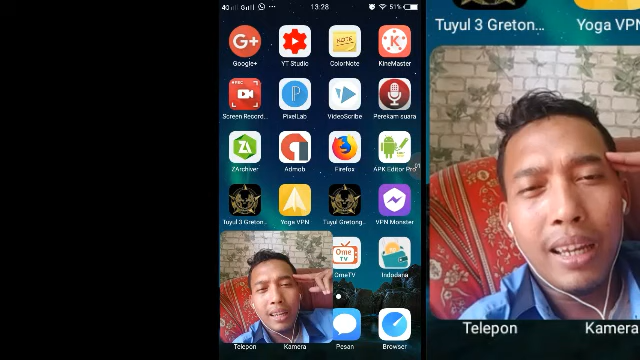 4G 13:28 51%
Google+ YT Studio ColorNote KineMaster
Screen Record... PixelLab VideoScribe Perekam suara
ZArchiver Admob Firefox APK Editor Pro
Tuyul 3 Greton... Yoga VPN Tuyul Gretong... VPN Monster
OmeTV Indodana
Telepon Kamera Pesan Browser
Tuyul 3 Greton... Yoga VPN
Telepon Kamera